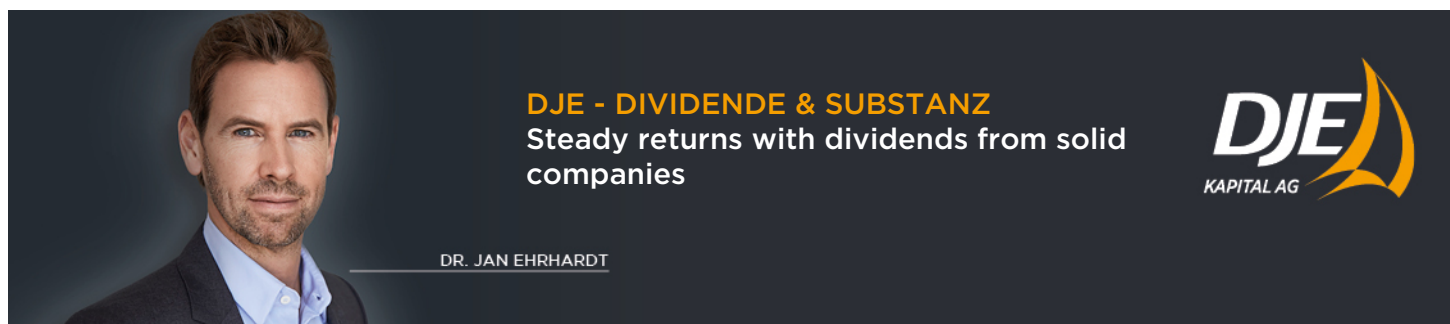 DJE - DIVIDENDE & SUBSTANZ
Steady returns with dividends from solid
companies
DR. JAN EHRHARDT
DJE
KAPITAL AG